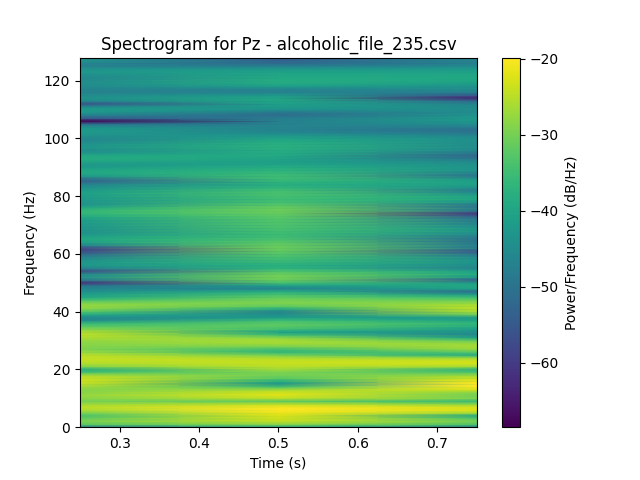 Spectrogram for Pz - alcoholic_file_235.csv
120
100
80
60
40
20
0
Frequency (Hz)
0.3 0.4 0.5 0.6 0.7
Time (s)
−20
−30
−40
−50
−60
Power/Frequency (dB/Hz)